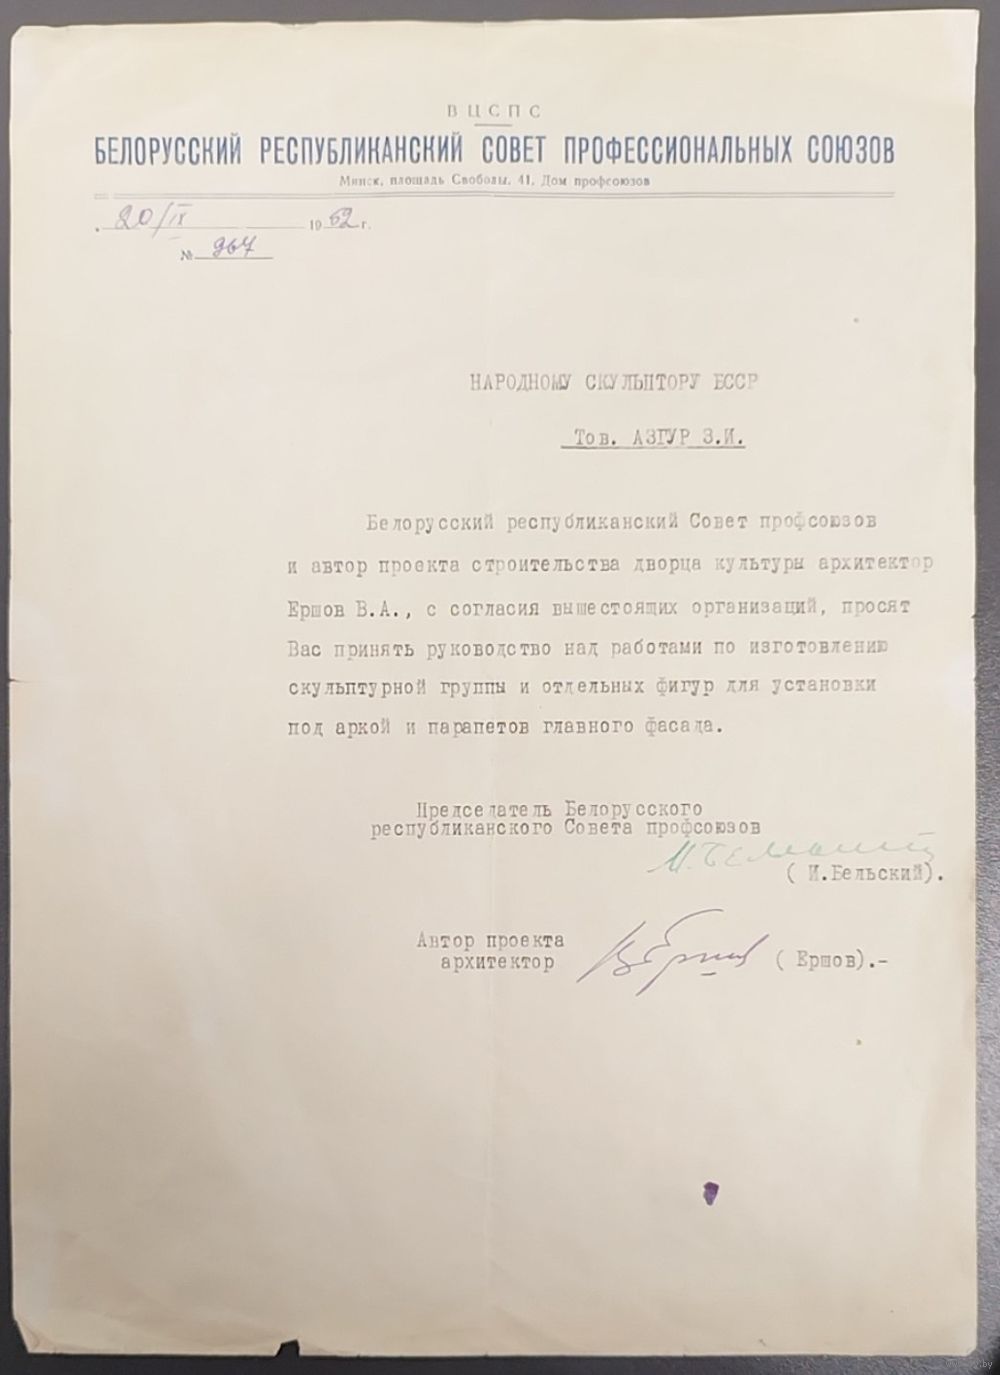 ВЦСПС
БЕЛОРУССКИЙ РЕСПУБЛИКАНСКИЙ СОВЕТ ПРОФЕССИОНАЛЬНЫХ СОЮЗОВ
Минск, площадь Свободы, 41, Дом профсоюзов
20/IX 1952 г.
№ 967
НАРОДНОМУ СКУЛЬПТОРУ БССР
Тов. АЗГУР З.И.
Белорусский республиканский Совет профсоюзов
и автор проекта строительства дворца культуры архитектор
Ершов В.А., с согласия вышестоящих организаций, просят
Вас принять руководство над работами по изготовлению
скульптурной группы и отдельных фигур для установки
под аркой и парапетов главного фасада.
Председатель Белорусского
республиканского Совета профсоюзов
И.Бельский
( И.Бельский).
Автор проекта
архитектор
В Ершов ( Ершов).-